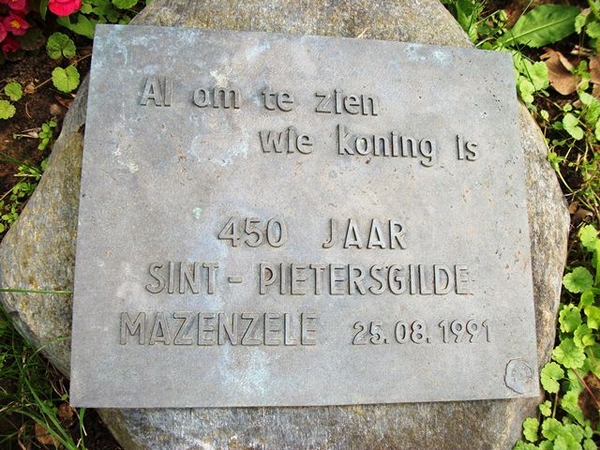 Al om te zien
wie koning is
450 JAAR
SINT - PIETERSGILDE
MAZENZELE 25.08.1991